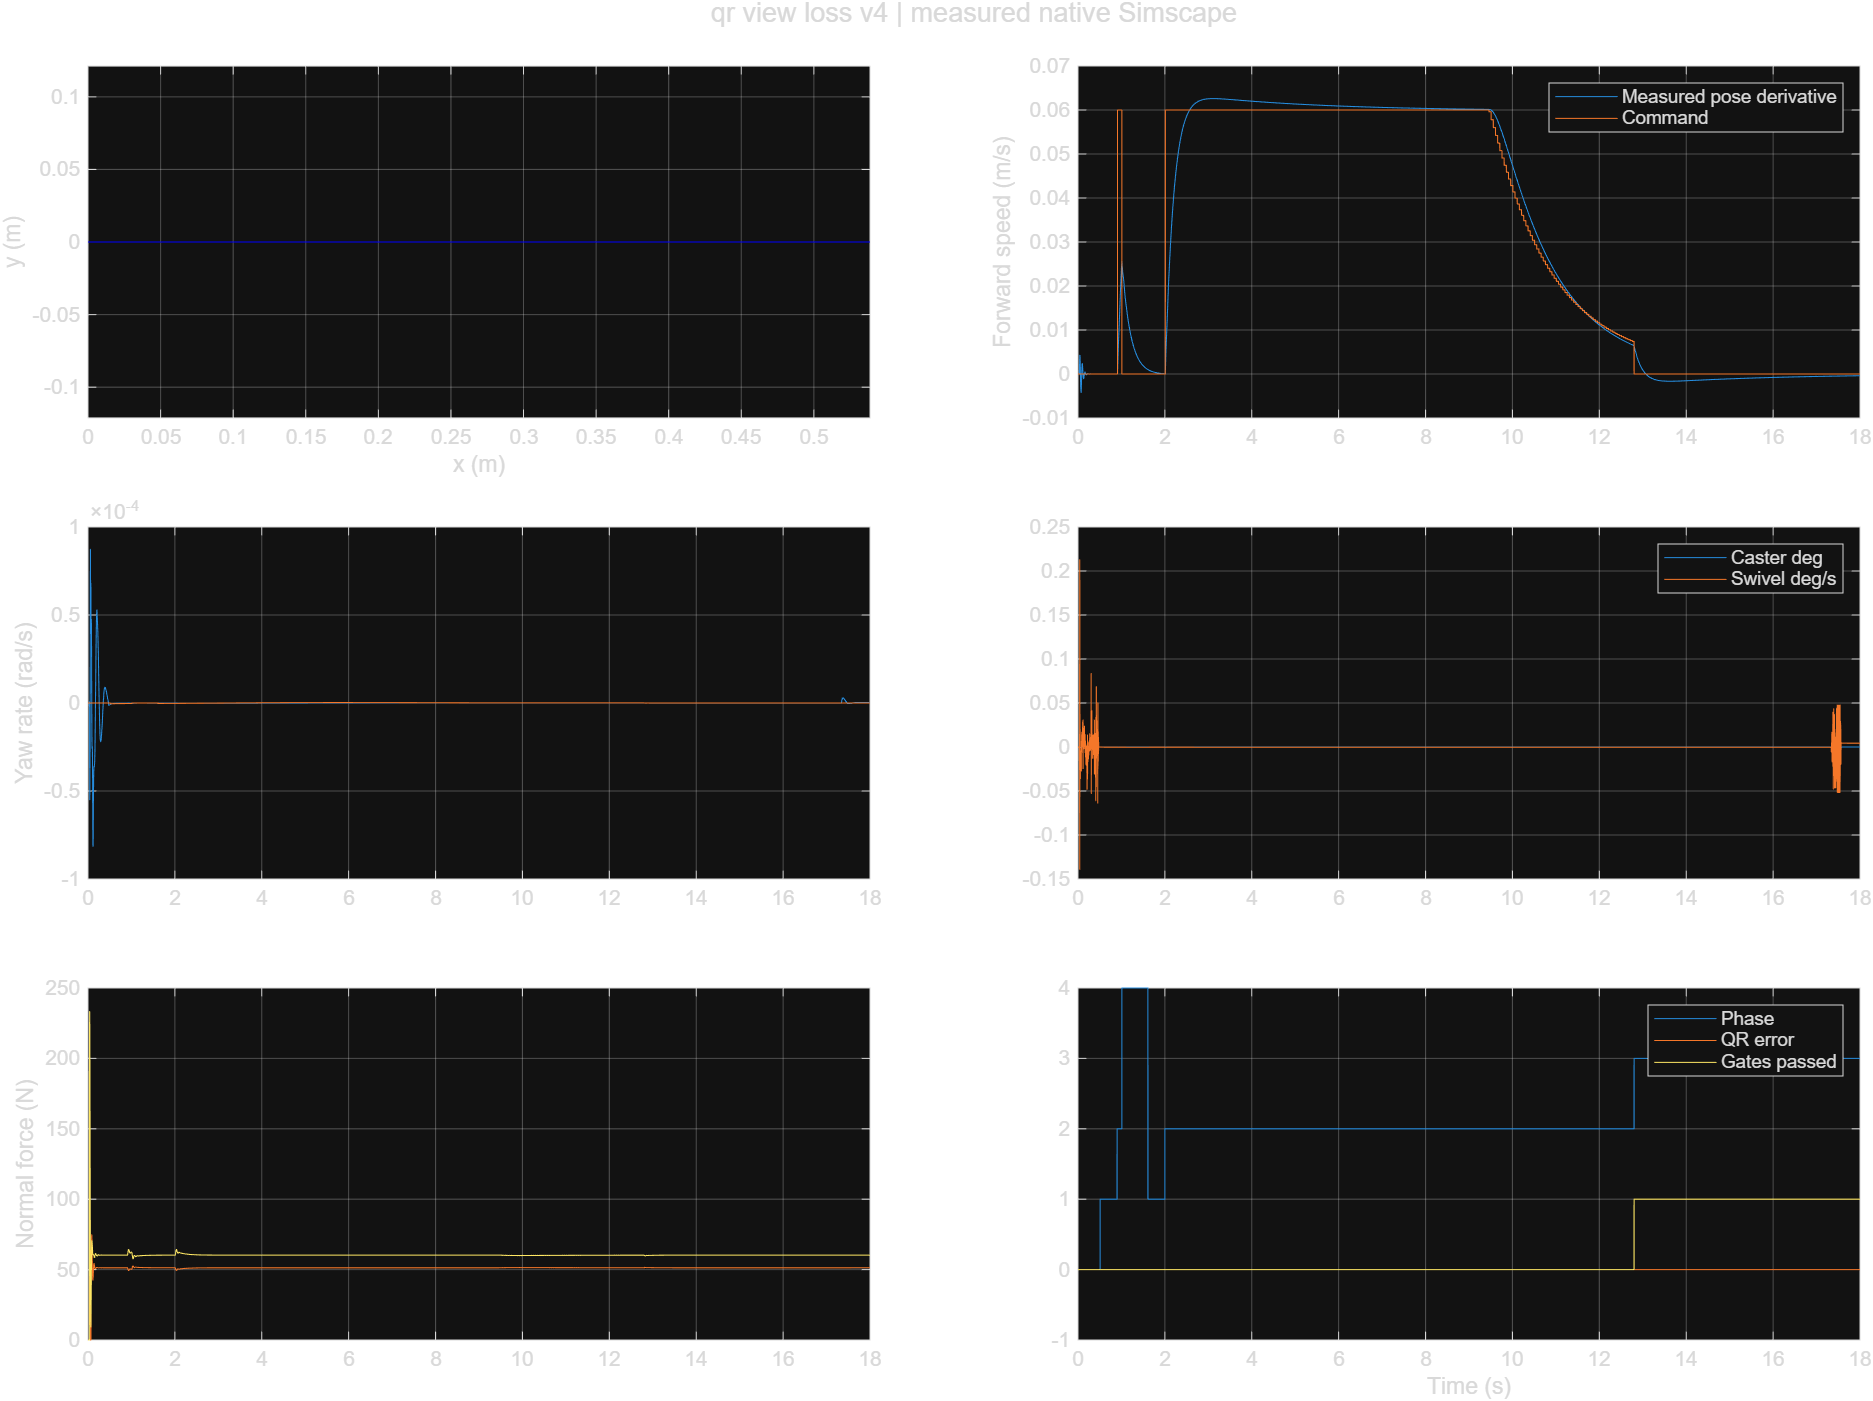 qr view loss v4 | measured native Simscape
0.1
0.05
0
-0.05
-0.1
y (m)
0 0.05 0.1 0.15 0.2 0.25 0.3 0.35 0.4 0.45 0.5
x (m)
0.07
0.06
0.05
0.04
0.03
0.02
0.01
0
-0.01
Forward speed (m/s)
Measured pose derivative
Command
0 2 4 6 8 10 12 14 16 18
×10-4
1
0.5
0
-0.5
-1
Yaw rate (rad/s)
0 2 4 6 8 10 12 14 16 18
0.25
0.2
0.15
0.1
0.05
0
-0.05
-0.1
-0.15
Caster deg
Swivel deg/s
0 2 4 6 8 10 12 14 16 18
250
200
150
100
50
0
Normal force (N)
0 2 4 6 8 10 12 14 16 18
4
3
2
1
0
-1
Phase
QR error
Gates passed
0 2 4 6 8 10 12 14 16 18
Time (s)